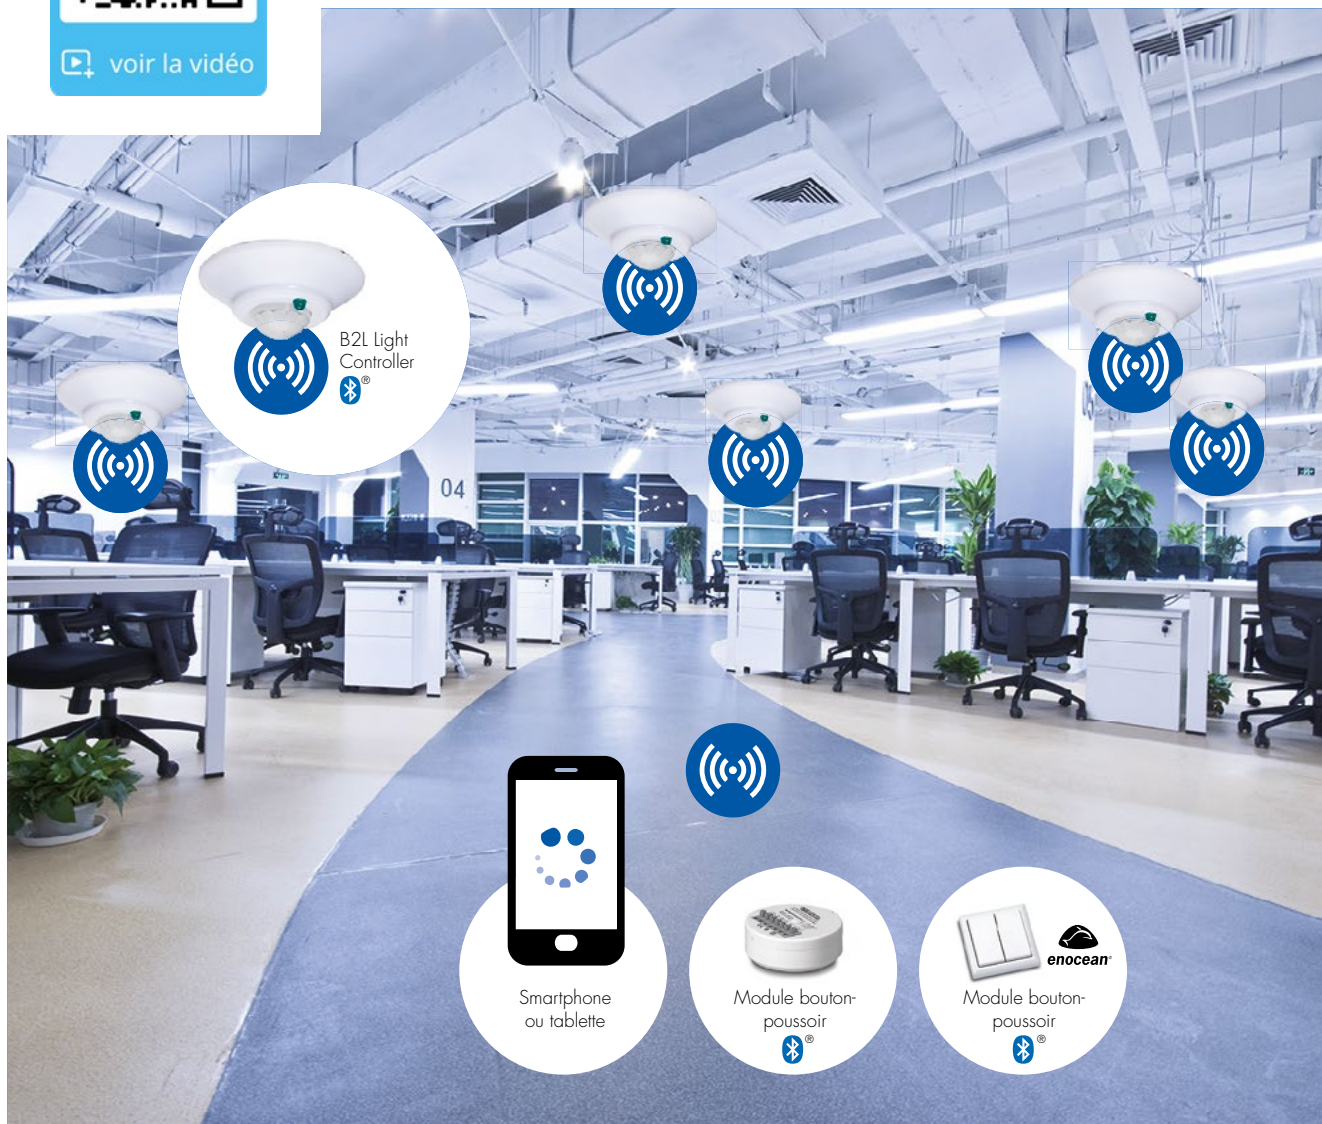 voir la vidéo
B2L Light
Controller
®
04
Smartphone
ou tablette
Module bouton-
poussoir
®
enocean®
Module bouton-
poussoir
®